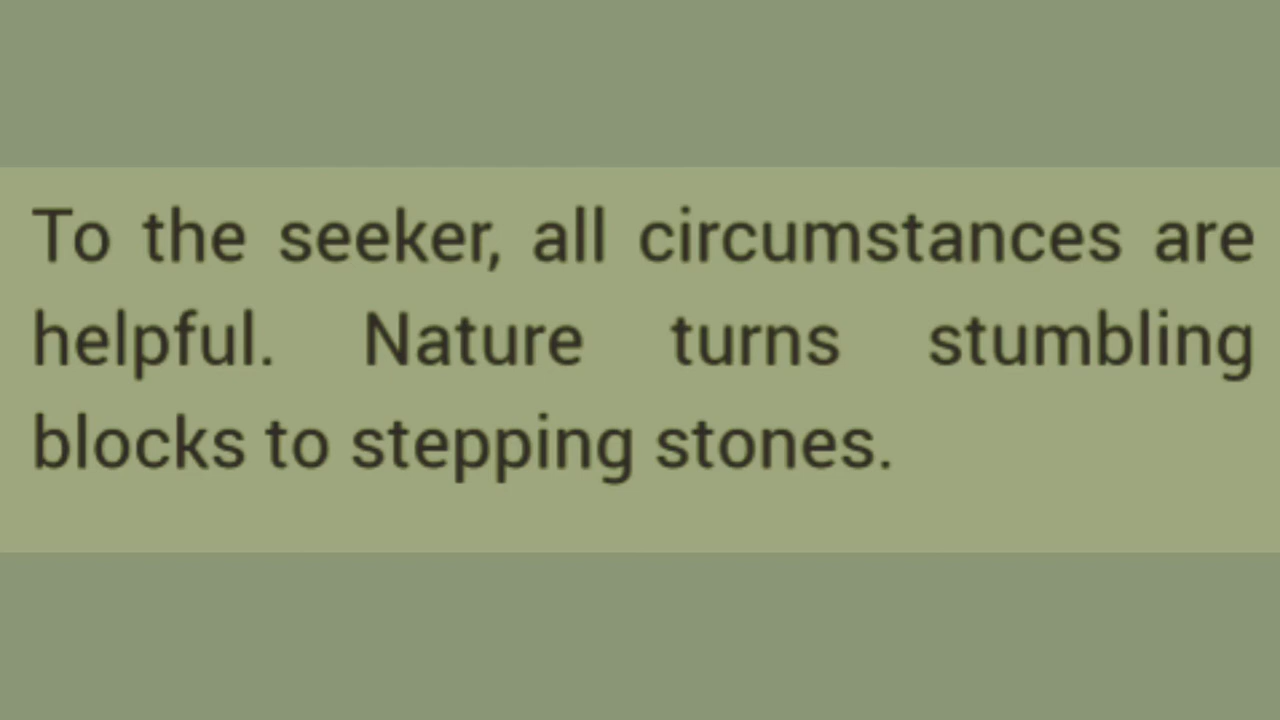 To the seeker, all circumstances are
helpful. Nature turns stumbling
blocks to stepping stones.